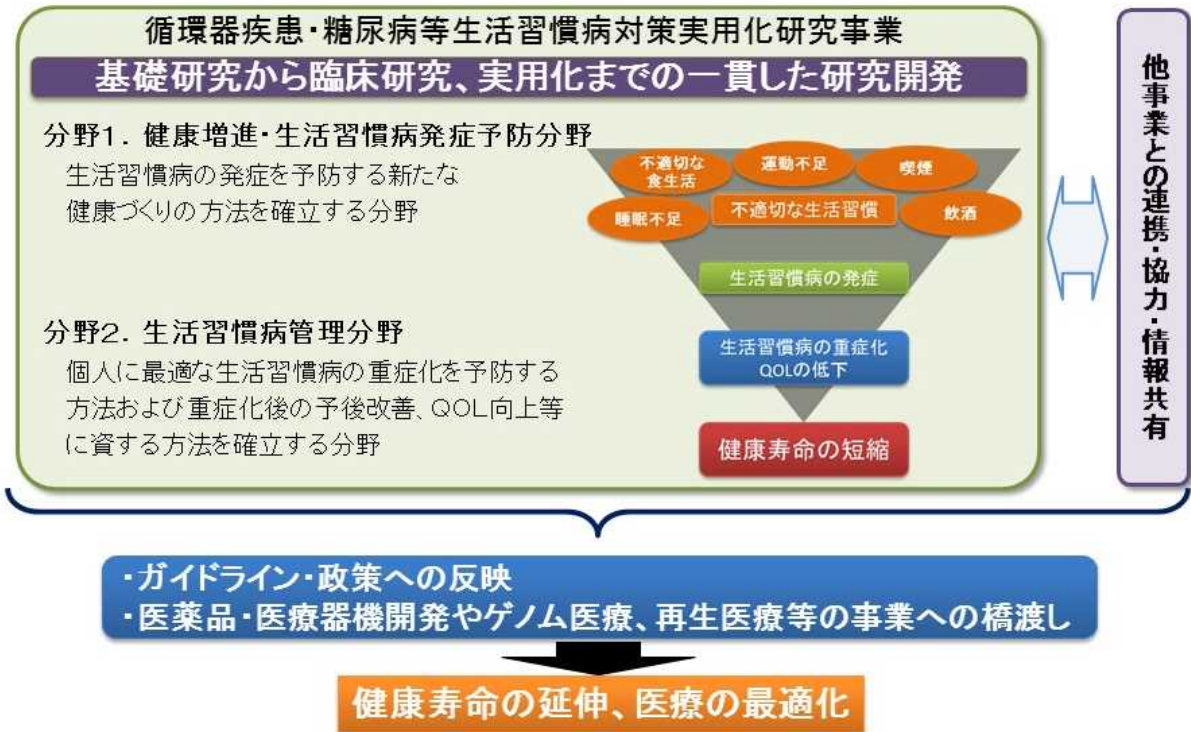 循環器疾患・糖尿病等生活習慣病対策実用化研究事業
基礎研究から臨床研究、実用化までの一貫した研究開発
分野1．健康増進・生活習慣病発症予防分野
生活習慣病の発症を予防する新たな
健康づくりの方法を確立する分野
不適切な
食生活
運動不足
喫煙
睡眠不足
不適切な生活習慣
飲酒
生活習慣病の発症
分野2．生活習慣病管理分野
個人に最適な生活習慣病の重症化を予防する
方法および重症化後の予後改善、QOL向上等
に資する方法を確立する分野
生活習慣病の重症化
QOLの低下
健康寿命の短縮
他事業との連携・協力・情報共有
・ガイドライン・政策への反映
・医薬品・医療器機開発やゲノム医療、再生医療等の事業への橋渡し
健康寿命の延伸、医療の最適化